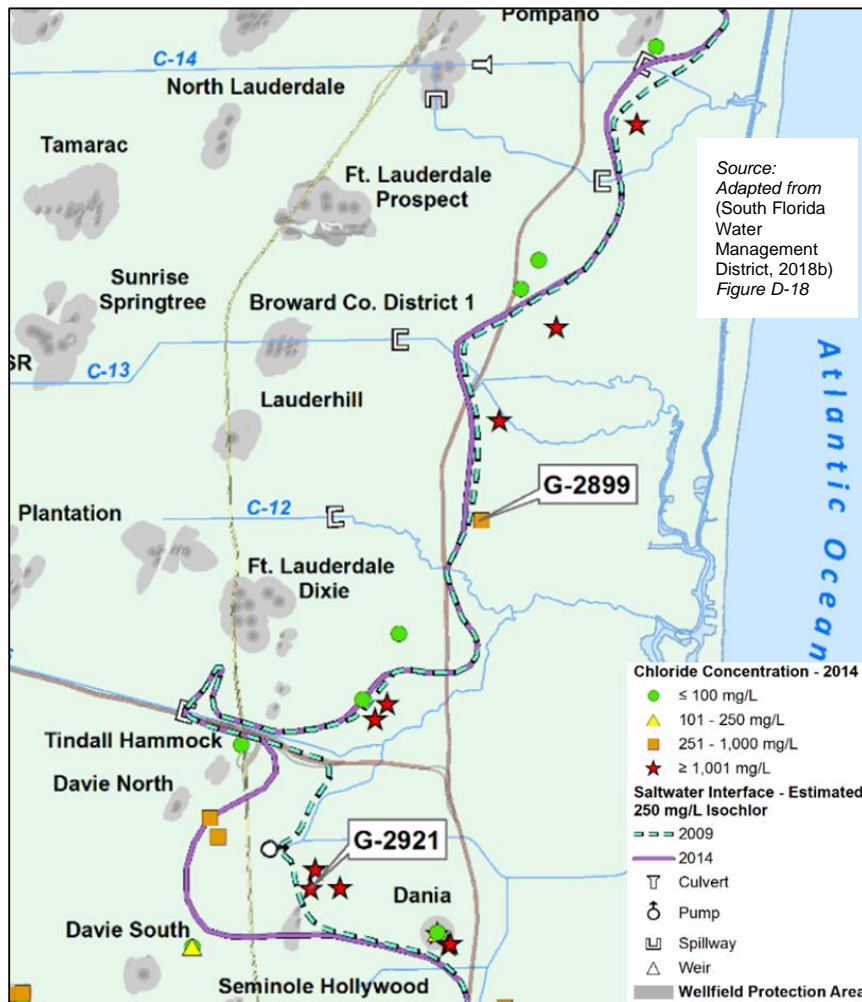 Pompano
C-14
North Lauderdale
Tamarac
Ft. Lauderdale
Prospect
Source:
Adapted from
(South Florida
Water
Management
District, 2018b)
Figure D-18
Sunrise
Springtree
Broward Co. District 1
SR
C-13
Lauderhill
Atlantic Ocean
G-2899
Plantation
C-12
Ft. Lauderdale
Dixie
Tindall Hammock
Davie North
G-2921
Dania
Davie South
Seminole Hollywood
Chloride Concentration - 2014
≤ 100 mg/L
101 - 250 mg/L
251 - 1,000 mg/L
≥ 1,001 mg/L
Saltwater Interface - Estimated
250 mg/L Isochlor
2009
2014
Culvert
Pump
Spillway
Weir
Wellfield Protection Area